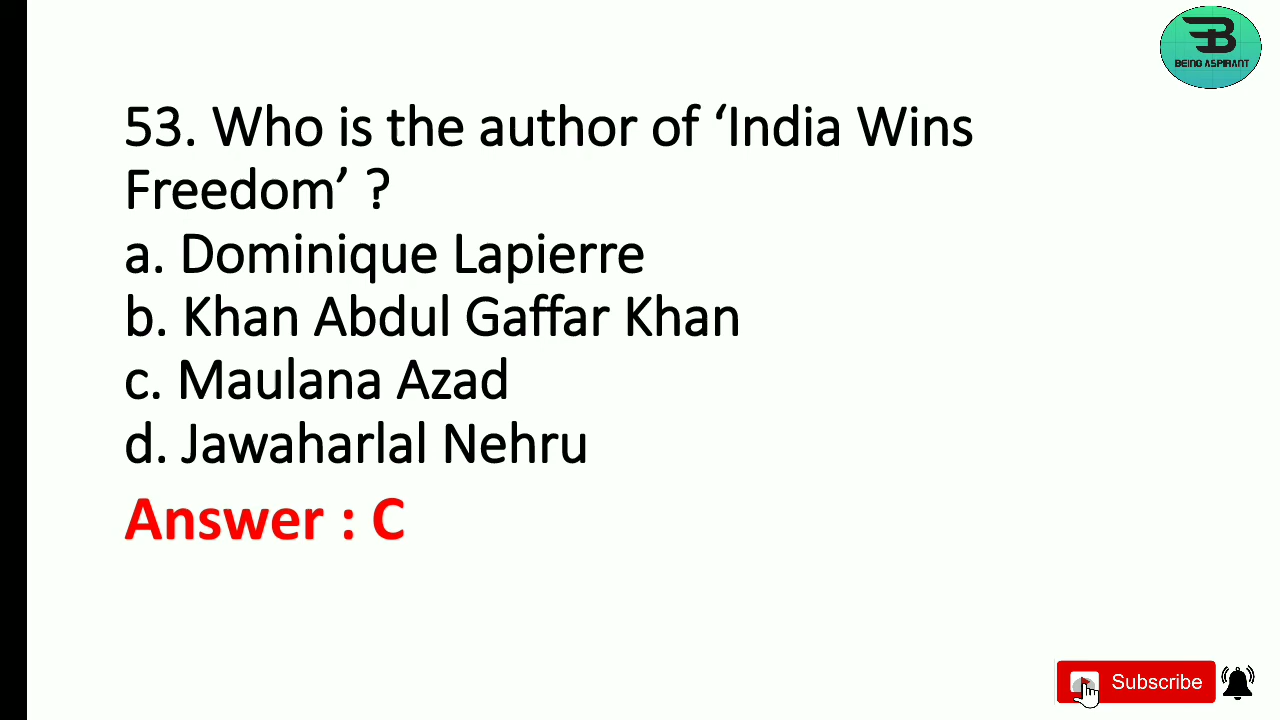 BEING ASPIRANT
53. Who is the author of ‘India Wins
Freedom’ ?
a. Dominique Lapierre
b. Khan Abdul Gaffar Khan
c. Maulana Azad
d. Jawaharlal Nehru
Answer : C
Subscribe